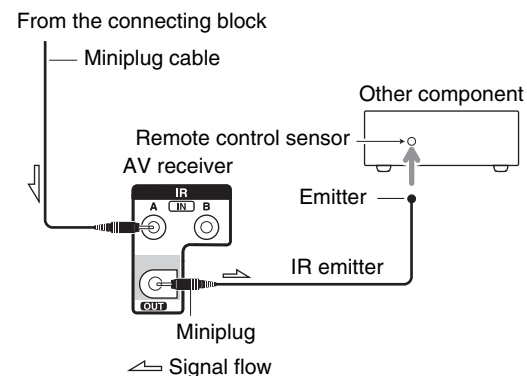 From the connecting block
Miniplug cable
Other component
Remote control sensor
AV receiver
IR
A IN B
Emitter
IR emitter
OUT
Miniplug
Signal flow